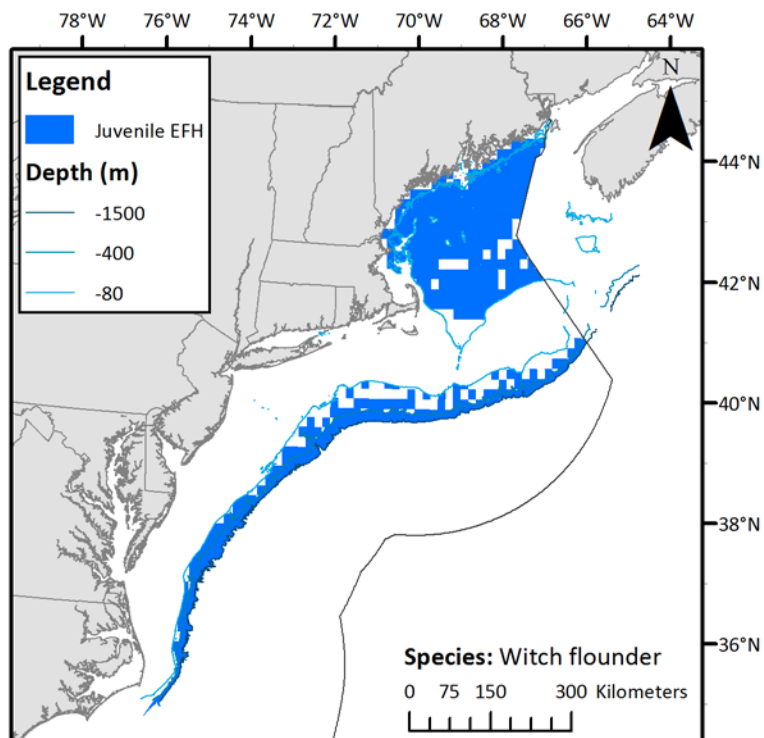 78°W 76°W 74°W 72°W 70°W 68°W 66°W 64°W
Legend
Juvenile EFH
Depth (m)
-1500
-400
-80
N
44°N
42°N
40°N
38°N
36°N
Species: Witch flounder
0 75 150 300 Kilometers